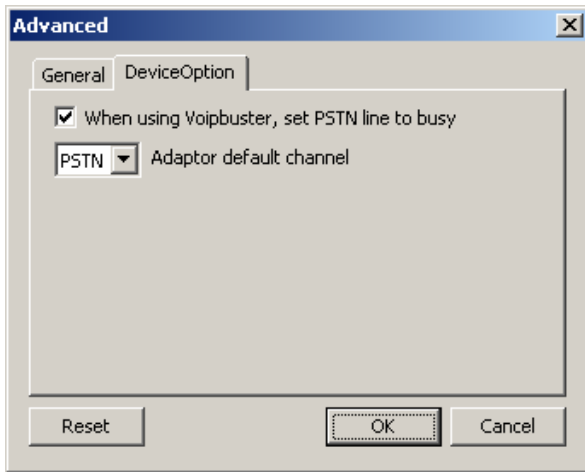 Advanced
General DeviceOption
When using Voipbuster, set PSTN line to busy
PSTN Adaptor default channel
Reset OK Cancel